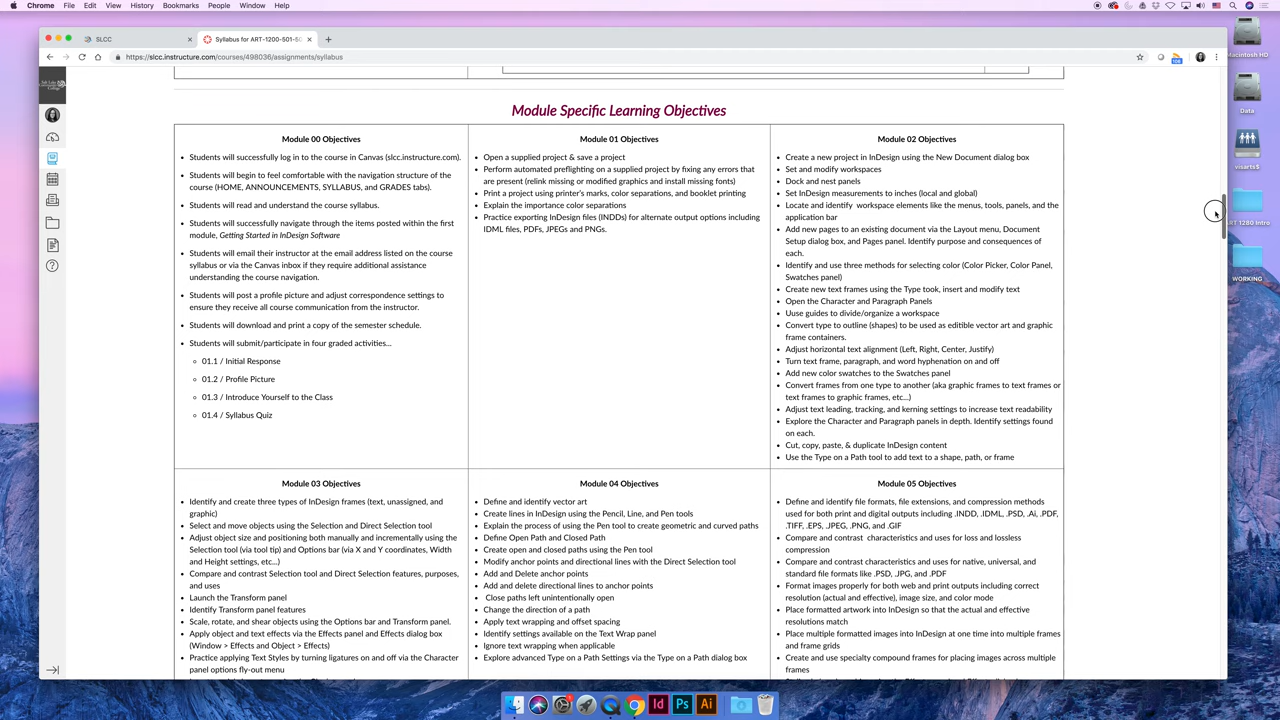 Chrome File Edit View History Bookmarks People Window Help
SLCC
Syllabus for ART-1200-501-50
https://slcc.instructure.com/courses/498036/assignments/syllabus
Macintosh HD
Data
visarts$
ART 1280 Intro
WORKING
Module Specific Learning Objectives
Module 00 Objectives
• Students will successfully log in to the course in Canvas (slcc.instructure.com).
• Students will begin to feel comfortable with the navigation structure of the
course (HOME, ANNOUNCEMENTS, SYLLABUS, and GRADES tabs).
• Students will read and understand the course syllabus.
• Students will successfully navigate through the items posted within the first
module, Getting Started in InDesign Software
• Students will email their instructor at the email address listed on the course
syllabus or via the Canvas inbox if they require additional assistance
understanding the course navigation.
• Students will post a profile picture and adjust correspondence settings to
ensure they receive all course communication from the instructor.
• Students will download and print a copy of the semester schedule.
• Students will submit/participate in four graded activities...
01.1 / Initial Response
01.2 / Profile Picture
01.3 / Introduce Yourself to the Class
01.4 / Syllabus Quiz
Module 01 Objectives
• Open a supplied project & save a project
• Perform automated preflighting on a supplied project by fixing any errors that
are present (relink missing or modified graphics and install missing fonts)
• Print a project using printer's marks, color separations, and booklet printing
• Explain the importance color separations
• Practice exporting InDesign files (INDDs) for alternate output options including
IDML files, PDFs, JPEGs and PNGs.
Module 02 Objectives
• Create a new project in InDesign using the New Document dialog box
• Set and modify workspaces
• Dock and nest panels
• Set InDesign measurements to inches (local and global)
• Locate and identify workspace elements like the menus, tools, panels, and the
application bar
• Add new pages to an existing document via the Layout menu, Document
Setup dialog box, and Pages panel. Identify purpose and consequences of
each.
• Identify and use three methods for selecting color (Color Picker, Color Panel,
Swatches panel)
• Create new text frames using the Type took, insert and modify text
• Open the Character and Paragraph Panels
• Uuse guides to divide/organize a workspace
• Convert type to outline (shapes) to be used as editible vector art and graphic
frame containers.
• Adjust horizontal text alignment (Left, Right, Center, Justify)
• Turn text frame, paragraph, and word hyphenation on and off
• Add new color swatches to the Swatches panel
• Convert frames from one type to another (aka graphic frames to text frames or
text frames to graphic frames, etc...)
• Adjust text leading, tracking, and kerning settings to increase text readability
• Explore the Character and Paragraph panels in depth. Identify settings found
on each.
• Cut, copy, paste, & duplicate InDesign content
• Use the Type on a Path tool to add text to a shape, path, or frame
Module 03 Objectives
• Identify and create three types of InDesign frames (text, unassigned, and
graphic)
• Select and move objects using the Selection and Direct Selection tool
• Adjust object size and positioning both manually and incrementally using the
Selection tool (via tool tip) and Options bar (via X and Y coordinates, Width
and Height settings, etc...)
• Compare and contrast Selection tool and Direct Selection features, purposes,
and uses
• Launch the Transform panel
• Identify Transform panel features
• Scale, rotate, and shear objects using the Options bar and Transform panel.
• Apply object and text effects via the Effects panel and Effects dialog box
(Window > Effects and Object > Effects)
• Practice applying Text Styles by turning ligatures on and off via the Character
panel options fly-out menu
Module 04 Objectives
• Define and identify vector art
• Create lines in InDesign using the Pencil, Line, and Pen tools
• Explain the process of using the Pen tool to create geometric and curved paths
• Define Open Path and Closed Path
• Create open and closed paths using the Pen tool
• Modify anchor points and directional lines with the Direct Selection tool
• Add and Delete anchor points
• Add and delete directional lines to anchor points
• Close paths left unintentionally open
• Change the direction of a path
• Apply text wrapping and offset spacing
• Identify settings available on the Text Wrap panel
• Ignore text wrapping when applicable
• Explore advanced Type on a Path Settings via the Type on a Path dialog box
Module 05 Objectives
• Define and identify file formats, file extensions, and compression methods
used for both print and digital outputs including .INDD, .IDML, .PSD, .Ai, .PDF,
.TIFF, .EPS, .JPEG, .PNG, and .GIF
• Compare and contrast characteristics and uses for loss and lossless
compression
• Compare and contrast characteristics and uses for native, universal, and
standard file formats like .PSD, .JPG, and .PDF
• Format images properly for both web and print outputs including correct
resolution (actual and effective), image size, and color mode
• Place formatted artwork into InDesign so that the actual and effective
resolutions match
• Place multiple formatted images into InDesign at one time into multiple frames
and frame grids
• Create and use specialty compound frames for placing images across multiple
frames
Id Ps Ai